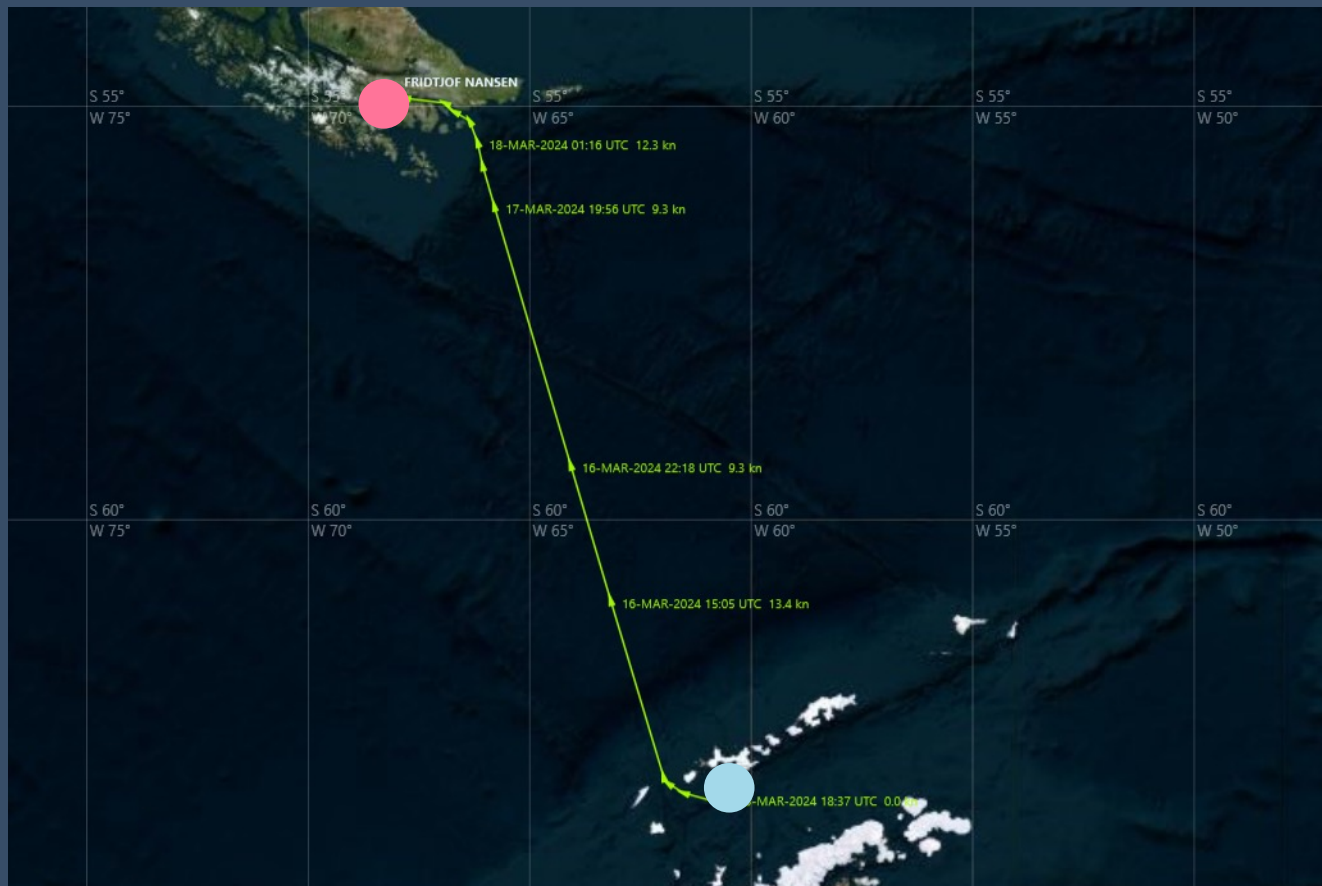 FRIDTJOF NANSEN
S 55°
W 75°
W 70°
S 55°
W 65°
S 55°
W 60°
S 55°
W 55°
S 55°
W 50°
18-MAR-2024 01:16 UTC 12.3 kn
17-MAR-2024 19:56 UTC 9.3 kn
16-MAR-2024 22:18 UTC 9.3 kn
S 60°
W 75°
S 60°
W 70°
S 60°
W 65°
S 60°
W 60°
S 60°
W 55°
S 60°
W 50°
16-MAR-2024 15:05 UTC 13.4 kn
-MAR-2024 18:37 UTC 0.0